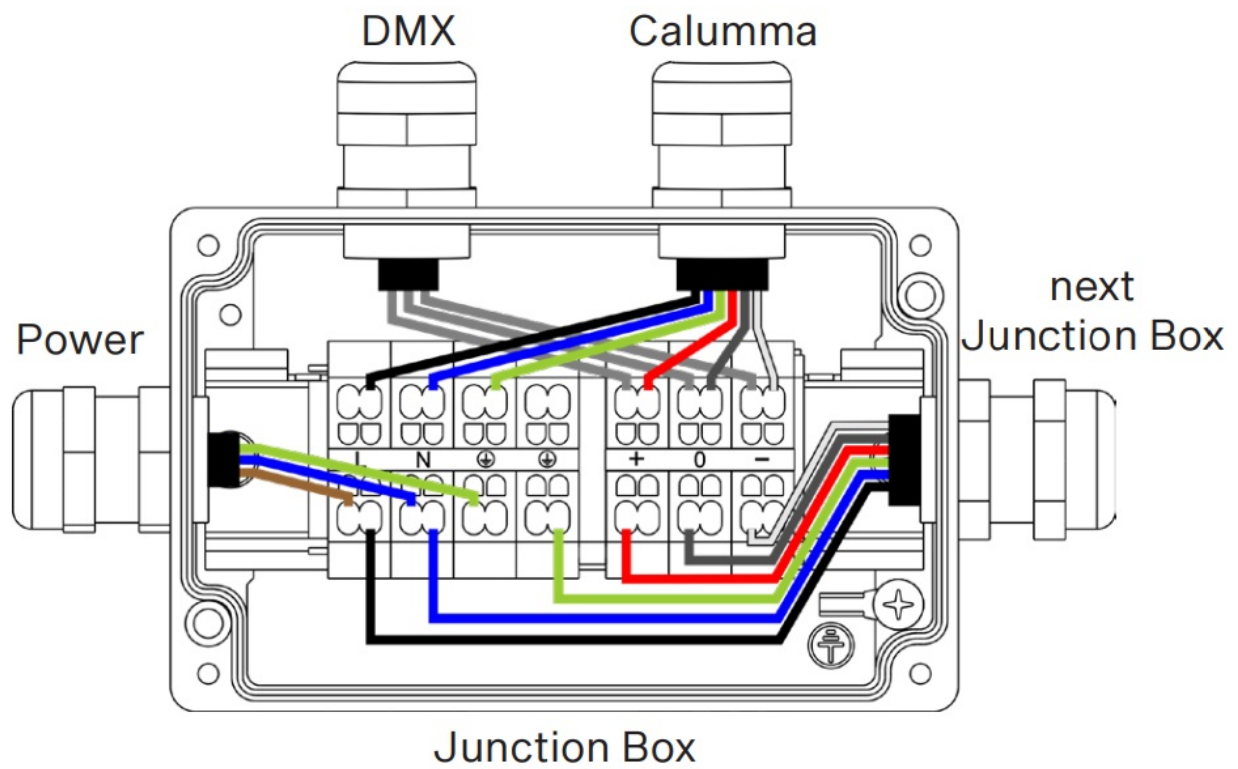 DMX
Calumma
next
Junction Box
Power
L N + 0 −
Junction Box